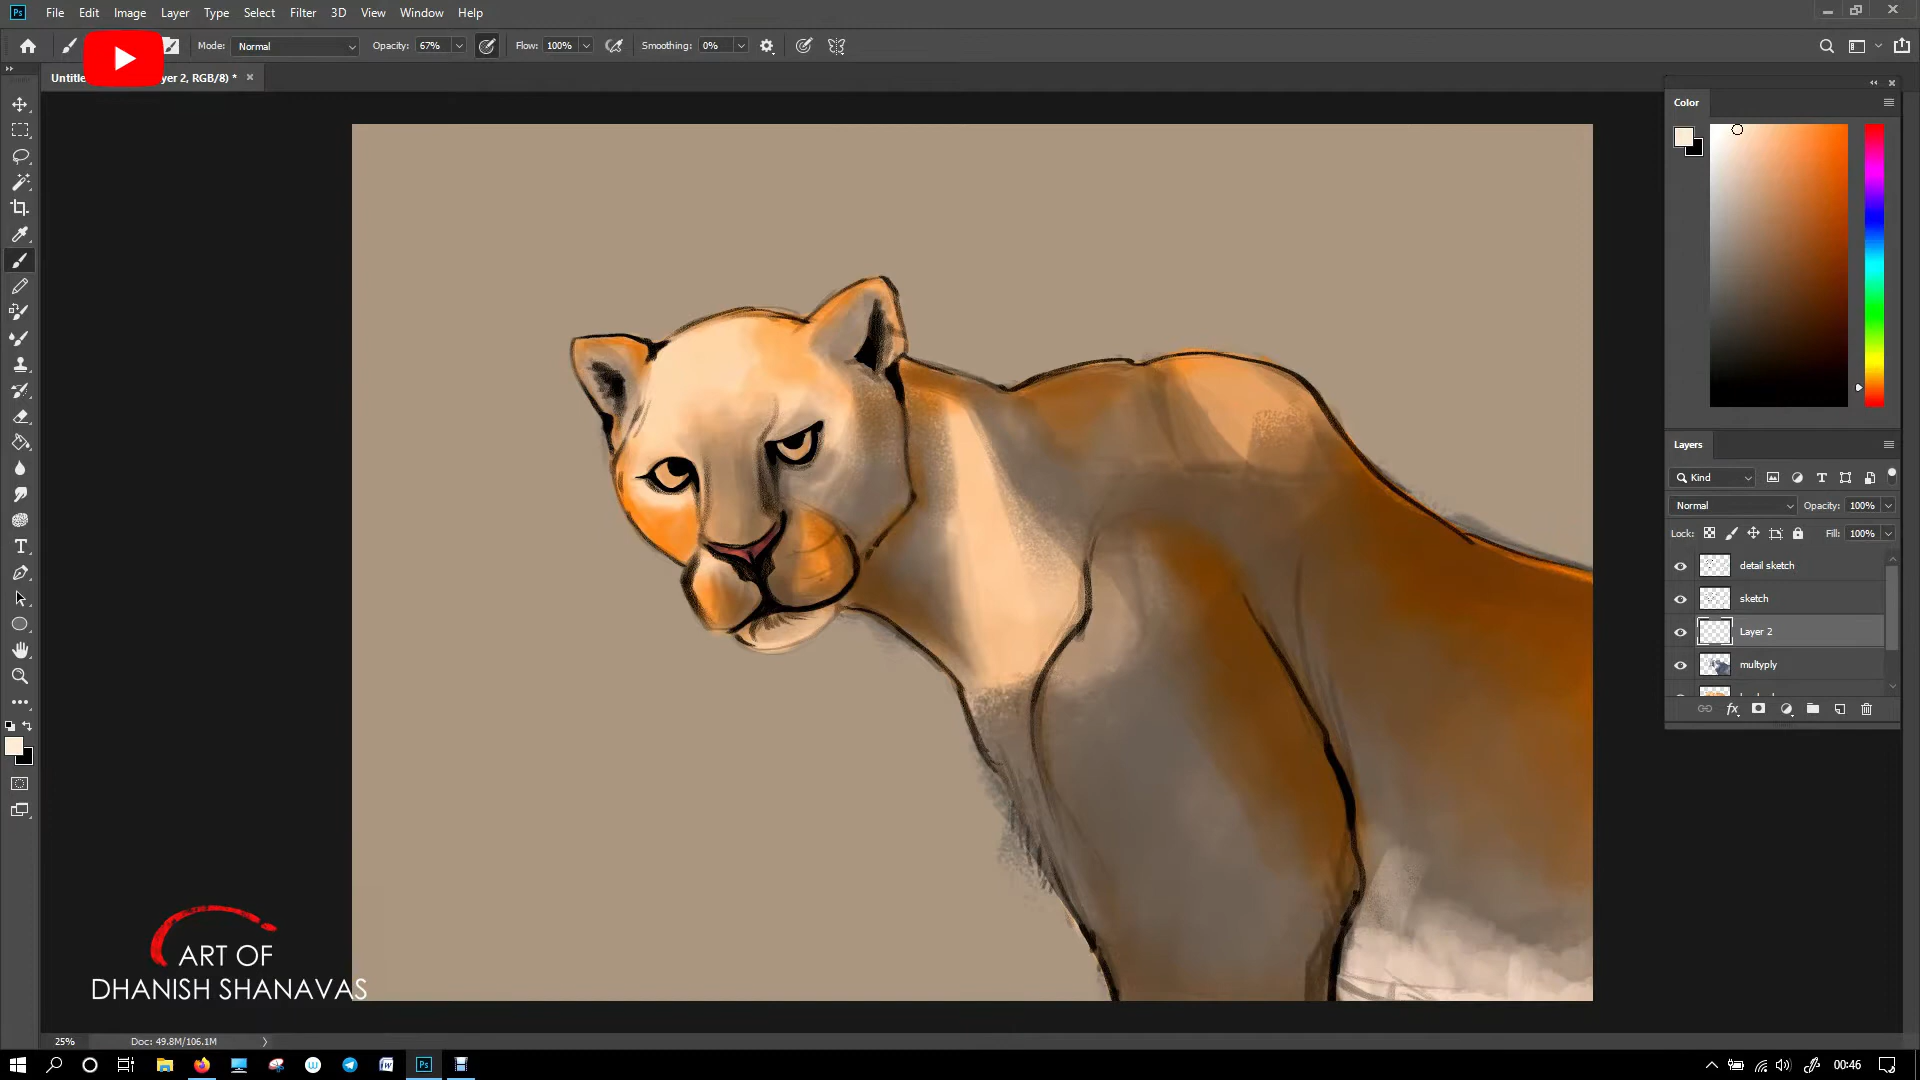 Ps File Edit Image Layer Type Select Filter 3D View Window Help
Mode: Normal Opacity: 67% Flow: 100% Smoothing: 0%
Untitle yer 2, RGB/8) *
Color
Layers
Kind
Normal Opacity: 100%
Lock: Fill: 100%
detail sketch
sketch
Layer 2
multyply
ART OF
DHANISH SHANAVAS
25% Doc: 49.8M/106.1M
Ps 00:46